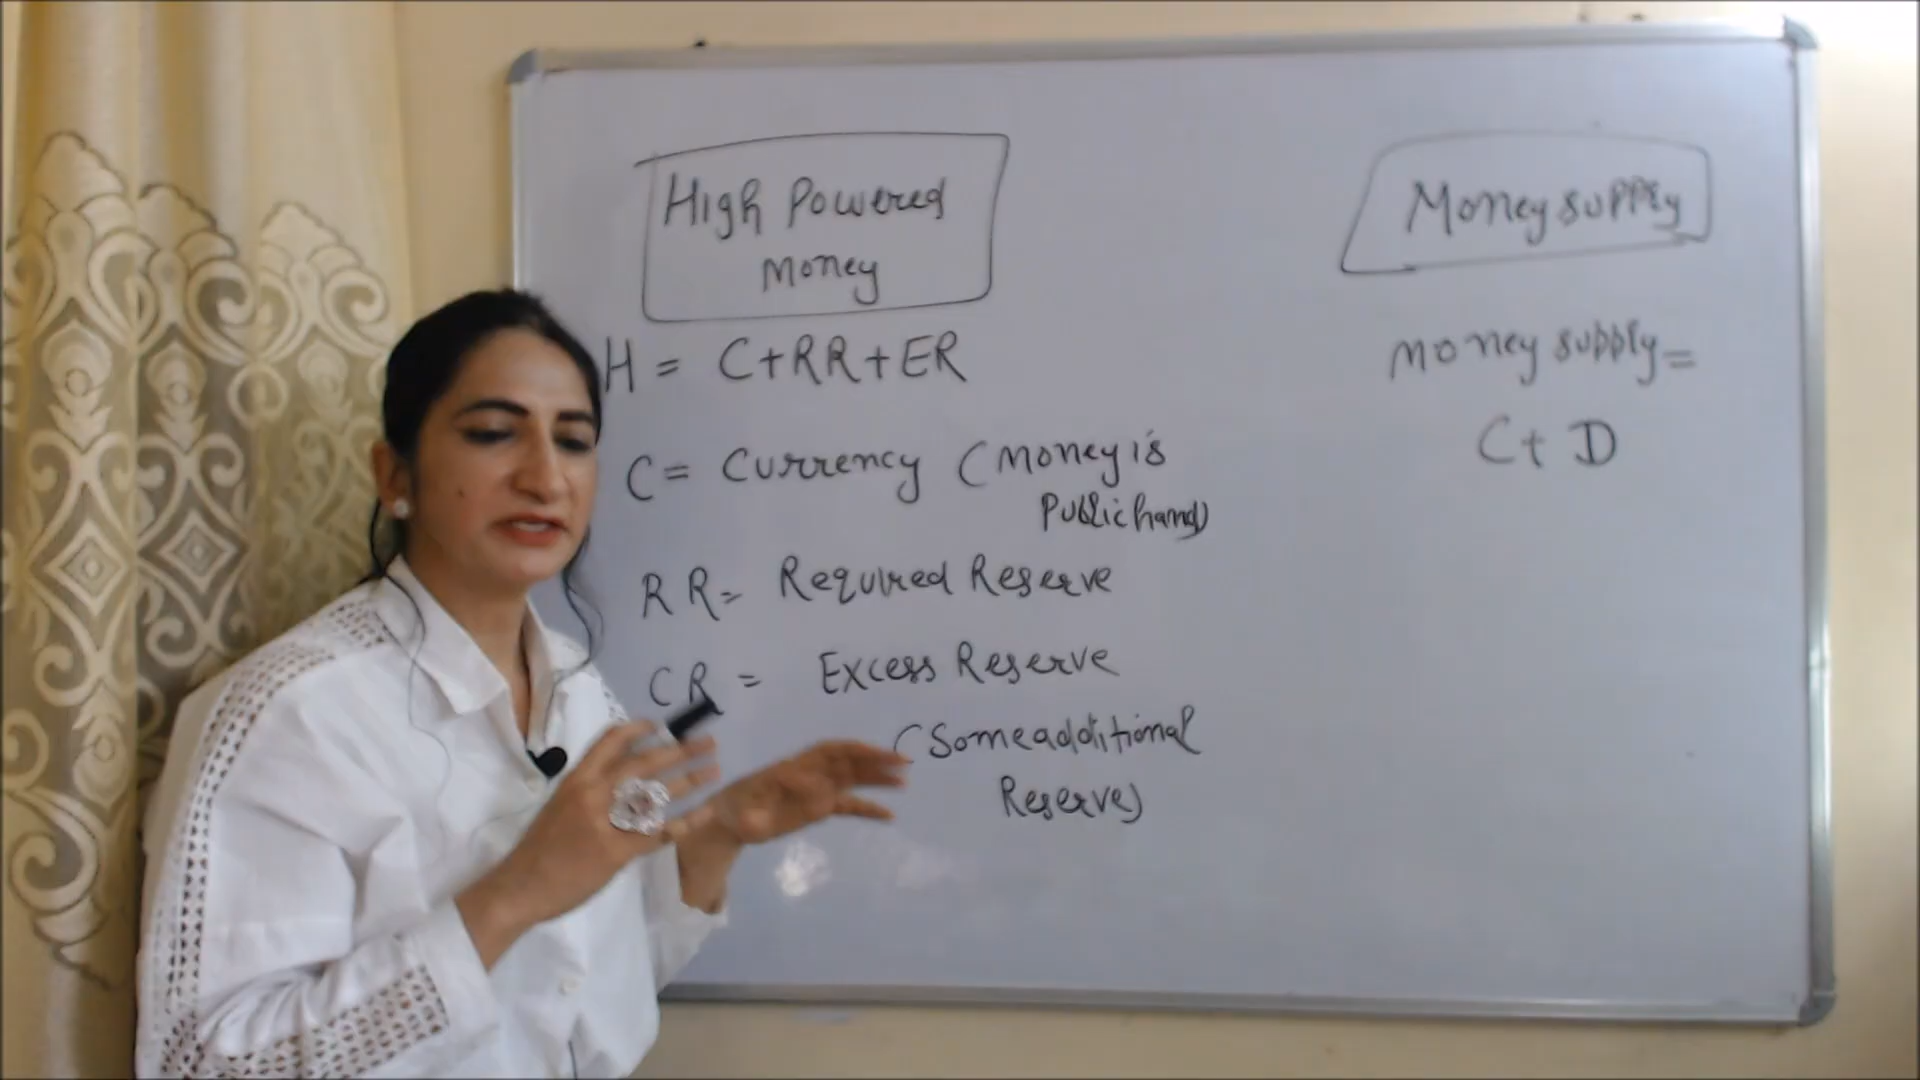 High Powered
Money
H = C+RR+ER
C = Currency (Money is
Public hand)
RR = Required Reserve
CR = Excess Reserve
(Some additional
Reserve)
Money supply
Money supply =
C+ D